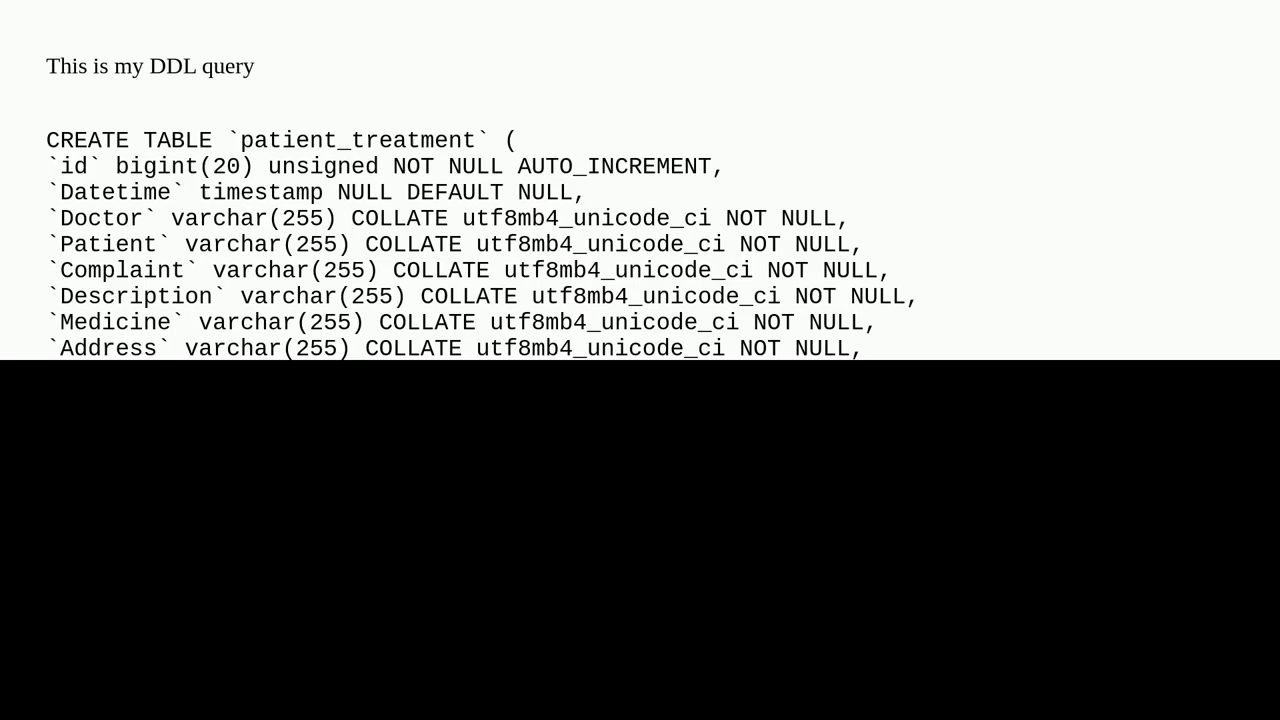 This is my DDL query
CREATE TABLE `patient_treatment` (
`id` bigint(20) unsigned NOT NULL AUTO_INCREMENT,
`Datetime` timestamp NULL DEFAULT NULL,
`Doctor` varchar(255) COLLATE utf8mb4_unicode_ci NOT NULL,
`Patient` varchar(255) COLLATE utf8mb4_unicode_ci NOT NULL,
`Complaint` varchar(255) COLLATE utf8mb4_unicode_ci NOT NULL,
`Description` varchar(255) COLLATE utf8mb4_unicode_ci NOT NULL,
`Medicine` varchar(255) COLLATE utf8mb4_unicode_ci NOT NULL,
`Address` varchar(255) COLLATE utf8mb4_unicode_ci NOT NULL,